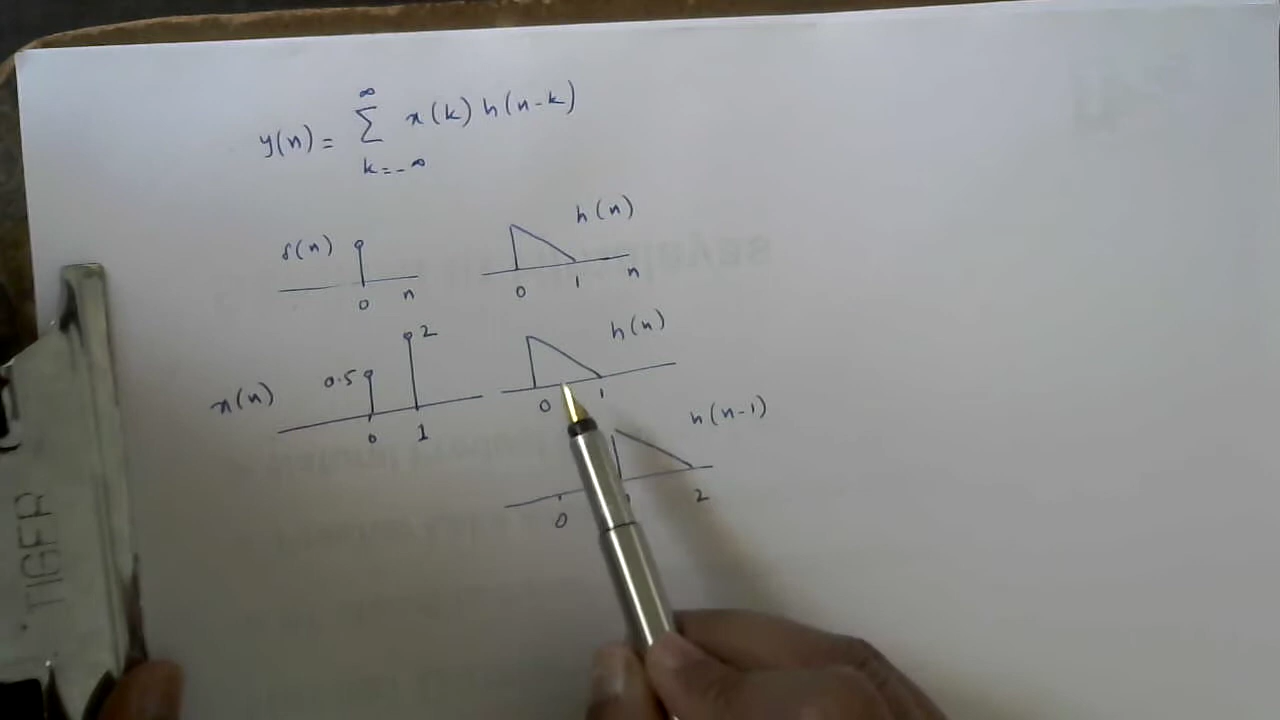 y(n) = ∞ Σ k=-∞ x(k) h(n-k)
δ(n) 0 n
h(n) 0 1 n
x(n) 0.5 2 0 1
h(n) 0 1
h(n-1) 0 2
TIGER